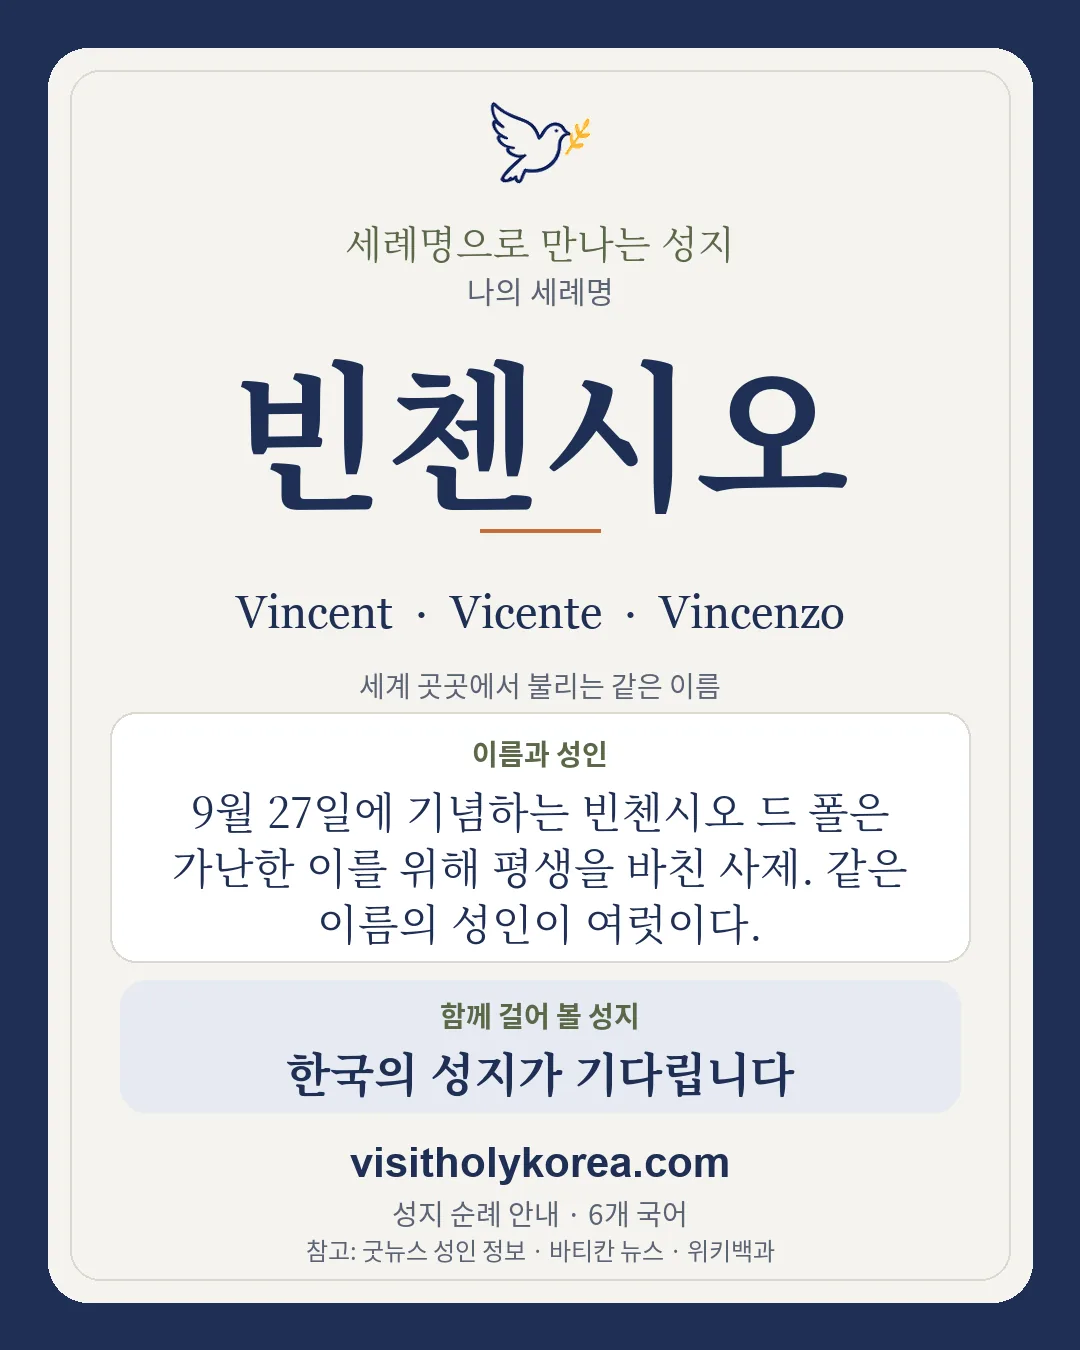 세례명으로 만나는 성지
나의 세례명
빈첸시오
Vincent · Vicente · Vincenzo
세계 곳곳에서 불리는 같은 이름
이름과 성인
9월 27일에 기념하는 빈첸시오 드 폴은
가난한 이를 위해 평생을 바친 사제. 같은
이름의 성인이 여럿이다.
함께 걸어 볼 성지
한국의 성지가 기다립니다
visitholykorea.com
성지 순례 안내 · 6개 국어
참고: 굿뉴스 성인 정보 · 바티칸 뉴스 · 위키백과